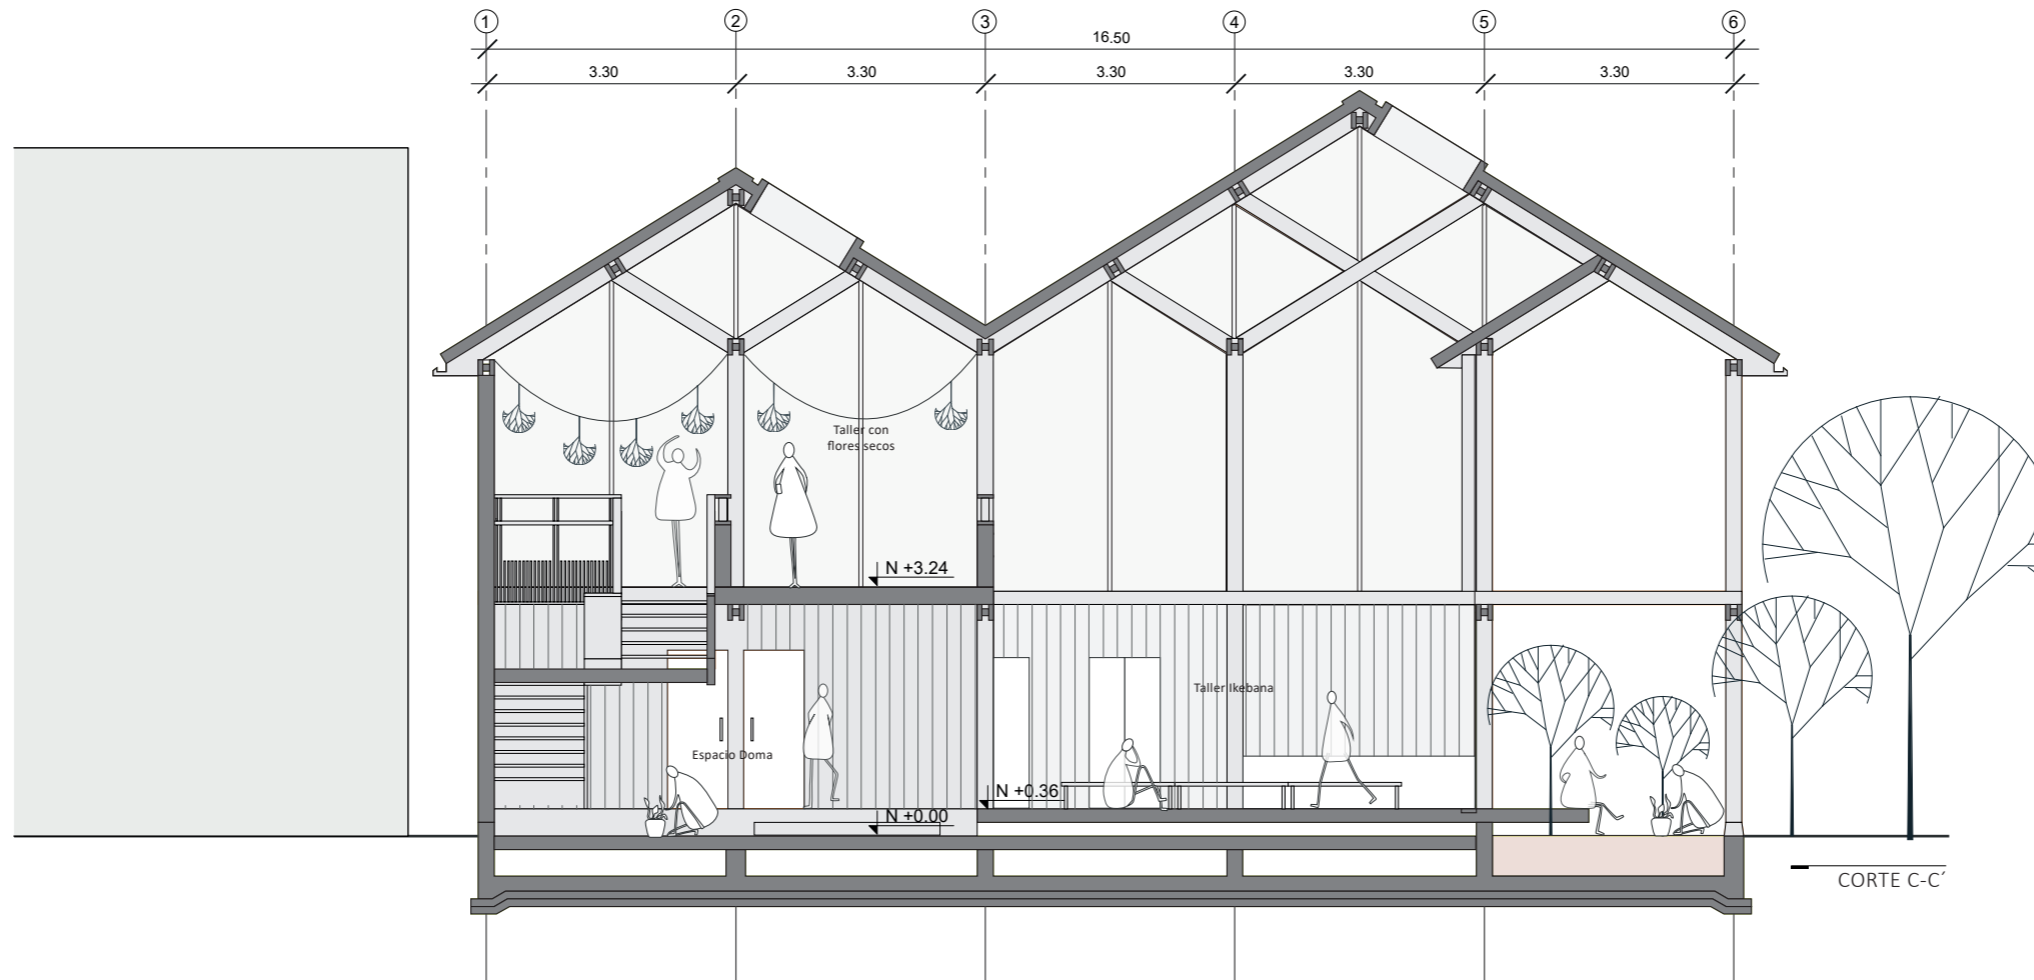 1 2 3 4 5 6
16.50
3.30 3.30 3.30 3.30 3.30
Taller con
flores secos
N +3.24
Taller Ikebana
Espacio Doma
N +0.36
N +0.00
CORTE C-C´